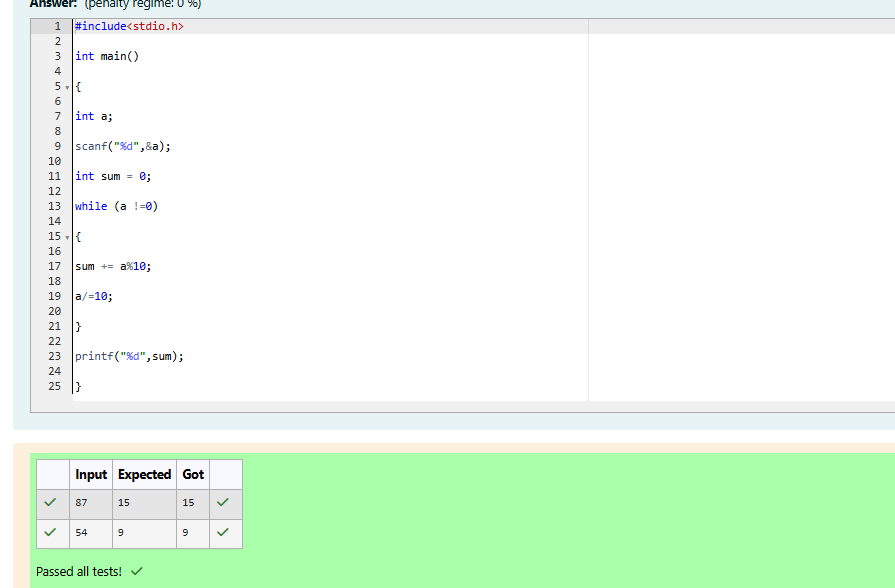 Answer: (penalty regime: 0 %)
1 #include<stdio.h>
2
3 int main()
4
5 {
6
7 int a;
8
9 scanf("%d",&a);
10
11 int sum = 0;
12
13 while (a !=0)
14
15 {
16
17 sum += a%10;
18
19 a/=10;
20
21 }
22
23 printf("%d",sum);
24
25 }
Input Expected Got
87 15 15
54 9 9
Passed all tests!